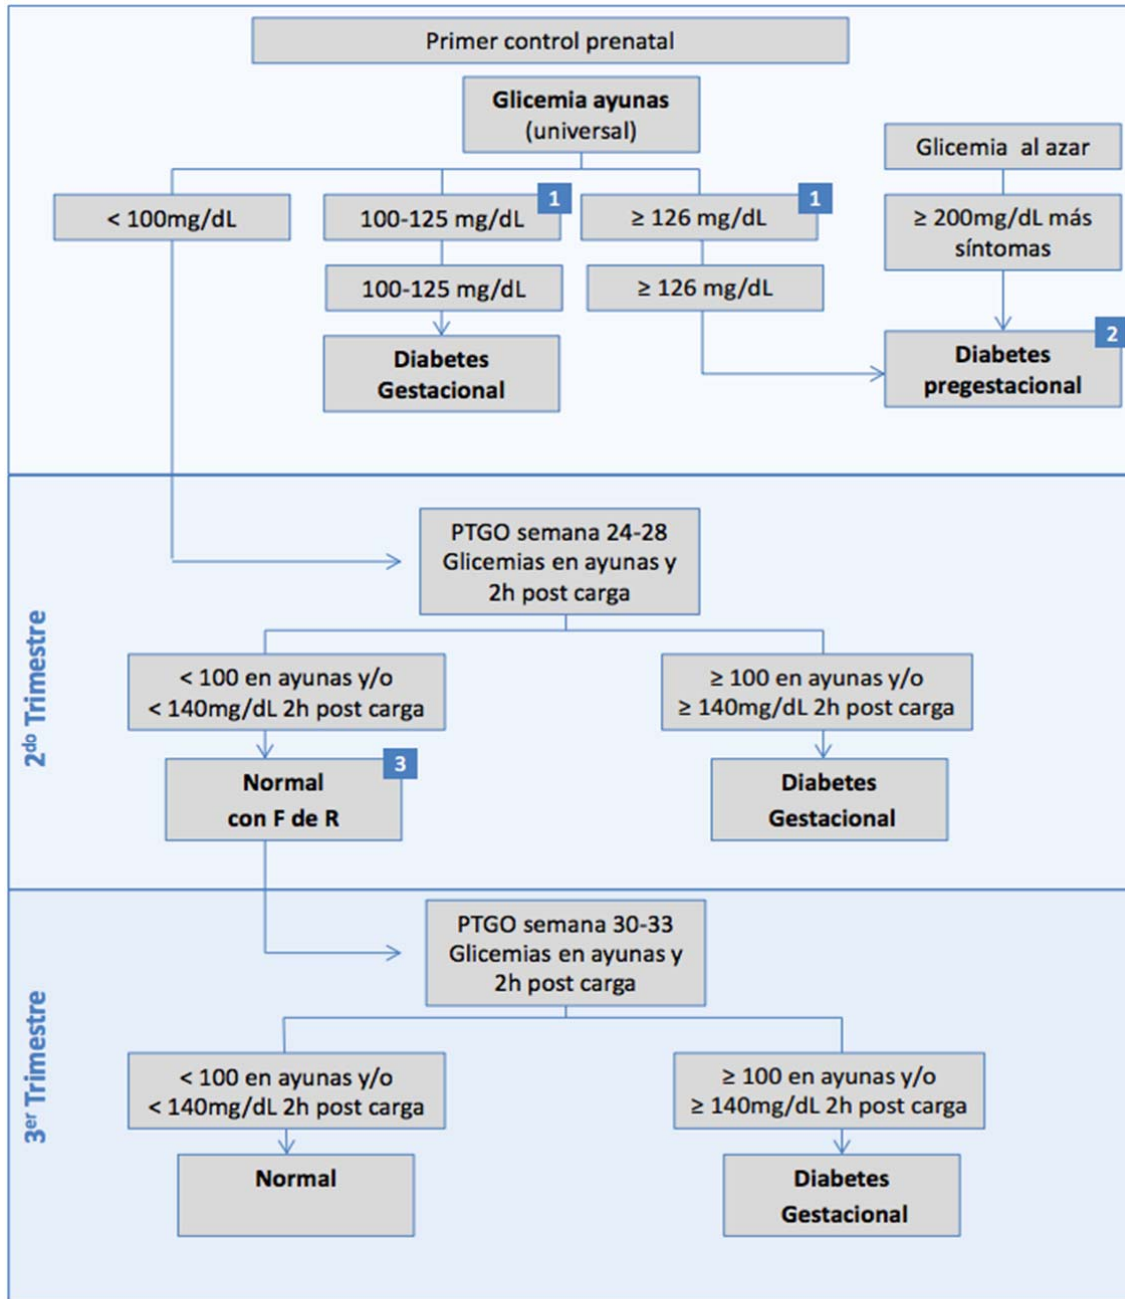 Primer control prenatal
Glicemia ayunas
(universal)
Glicemia al azar
< 100mg/dL
100-125 mg/dL
1
≥ 126 mg/dL
1
≥ 200mg/dL más
síntomas
100-125 mg/dL
≥ 126 mg/dL
Diabetes
Gestacional
Diabetes
pregestacional
2
2do Trimestre
PTGO semana 24-28
Glicemias en ayunas y
2h post carga
< 100 en ayunas y/o
< 140mg/dL 2h post carga
≥ 100 en ayunas y/o
≥ 140mg/dL 2h post carga
Normal
con F de R
3
Diabetes
Gestacional
3er Trimestre
PTGO semana 30-33
Glicemias en ayunas y
2h post carga
< 100 en ayunas y/o
< 140mg/dL 2h post carga
≥ 100 en ayunas y/o
≥ 140mg/dL 2h post carga
Normal
Diabetes
Gestacional